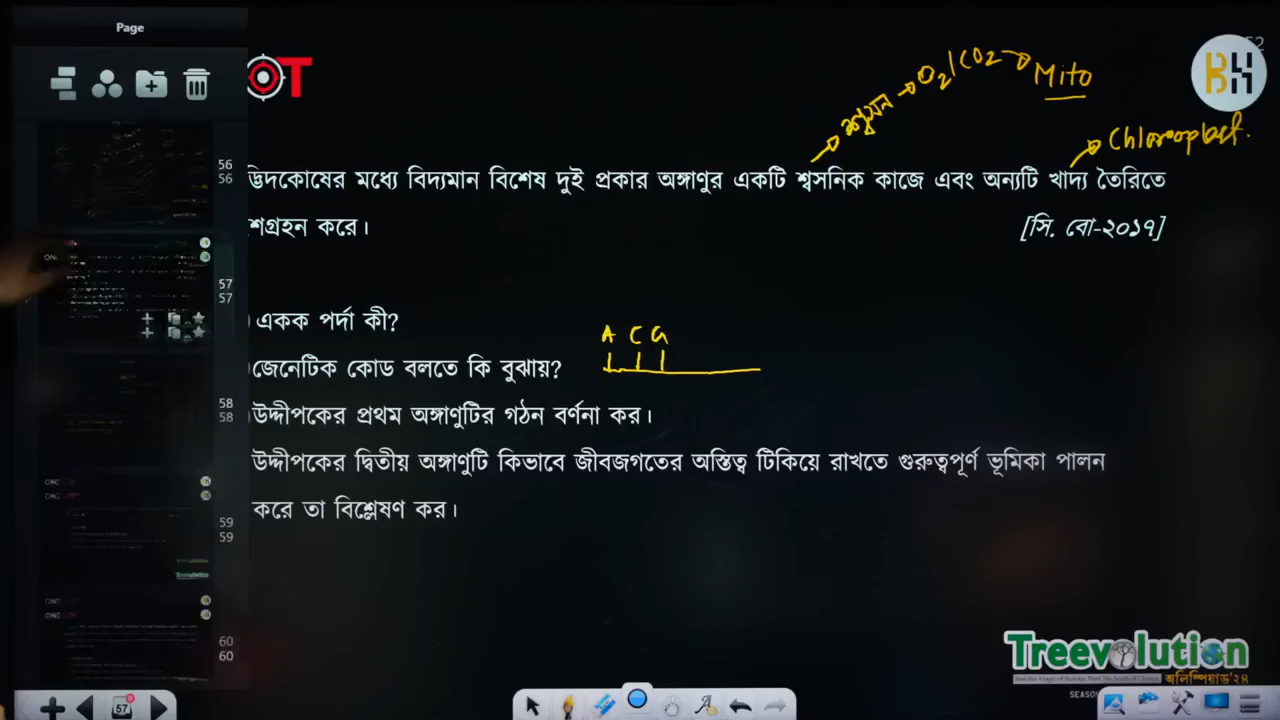 Page
T
শ্বসন → O2/CO2 → Mito
Chloroplast.
দ্ভিদকোষের মধ্যে বিদ্যমান বিশেষ দুই প্রকার অঙ্গাণুর একটি শ্বসনিক কাজে এবং অন্যটি খাদ্য তৈরিতে
শগ্রহন করে।
[সি. বো-২০১৭]
একক পর্দা কী?
A C G
জেনেটিক কোড বলতে কি বুঝায়?
উদ্দীপকের প্রথম অঙ্গাণুটির গঠন বর্ণনা কর।
উদ্দীপকের দ্বিতীয় অঙ্গাণুটি কিভাবে জীবজগতের অস্তিত্ব টিকিয়ে রাখতে গুরুত্বপূর্ণ ভূমিকা পালন
করে তা বিশ্লেষণ কর।
56
56
57
57
58
58
59
59
60
60
57
BH
Treevolution
অলিম্পিয়াড'২৪